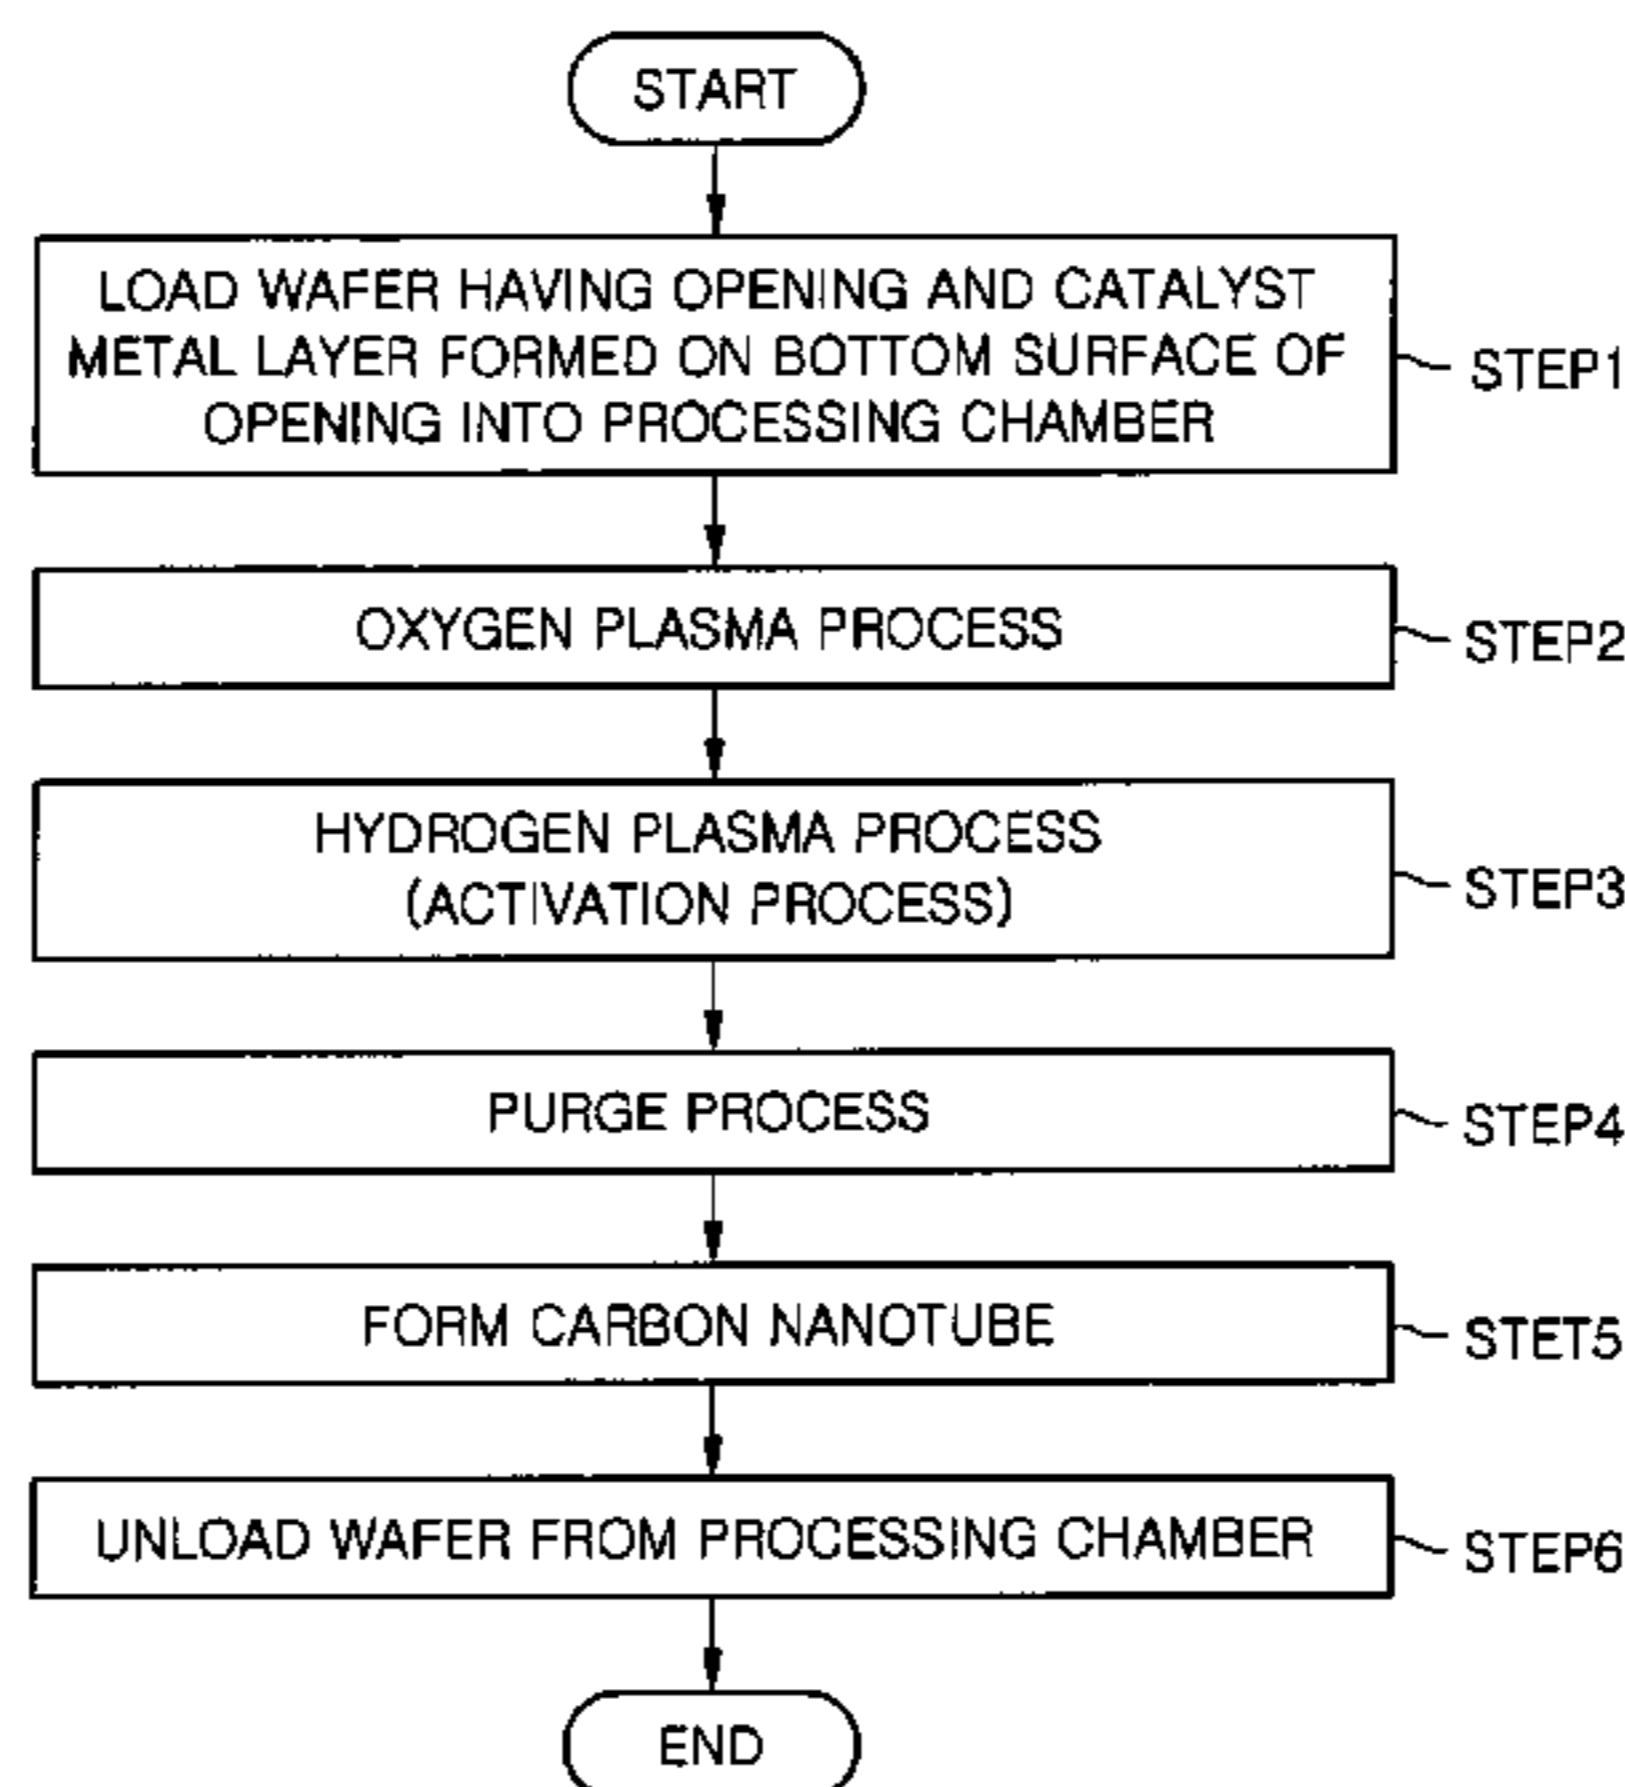 START
LOAD WAFER HAVING OPENING AND CATALYST
METAL LAYER FORMED ON BOTTOM SURFACE OF
OPENING INTO PROCESSING CHAMBER
STEP1
OXYGEN PLASMA PROCESS
STEP2
HYDROGEN PLASMA PROCESS
(ACTIVATION PROCESS)
STEP3
PURGE PROCESS
STEP4
FORM CARBON NANOTUBE
STET5
UNLOAD WAFER FROM PROCESSING CHAMBER
STEP6
END